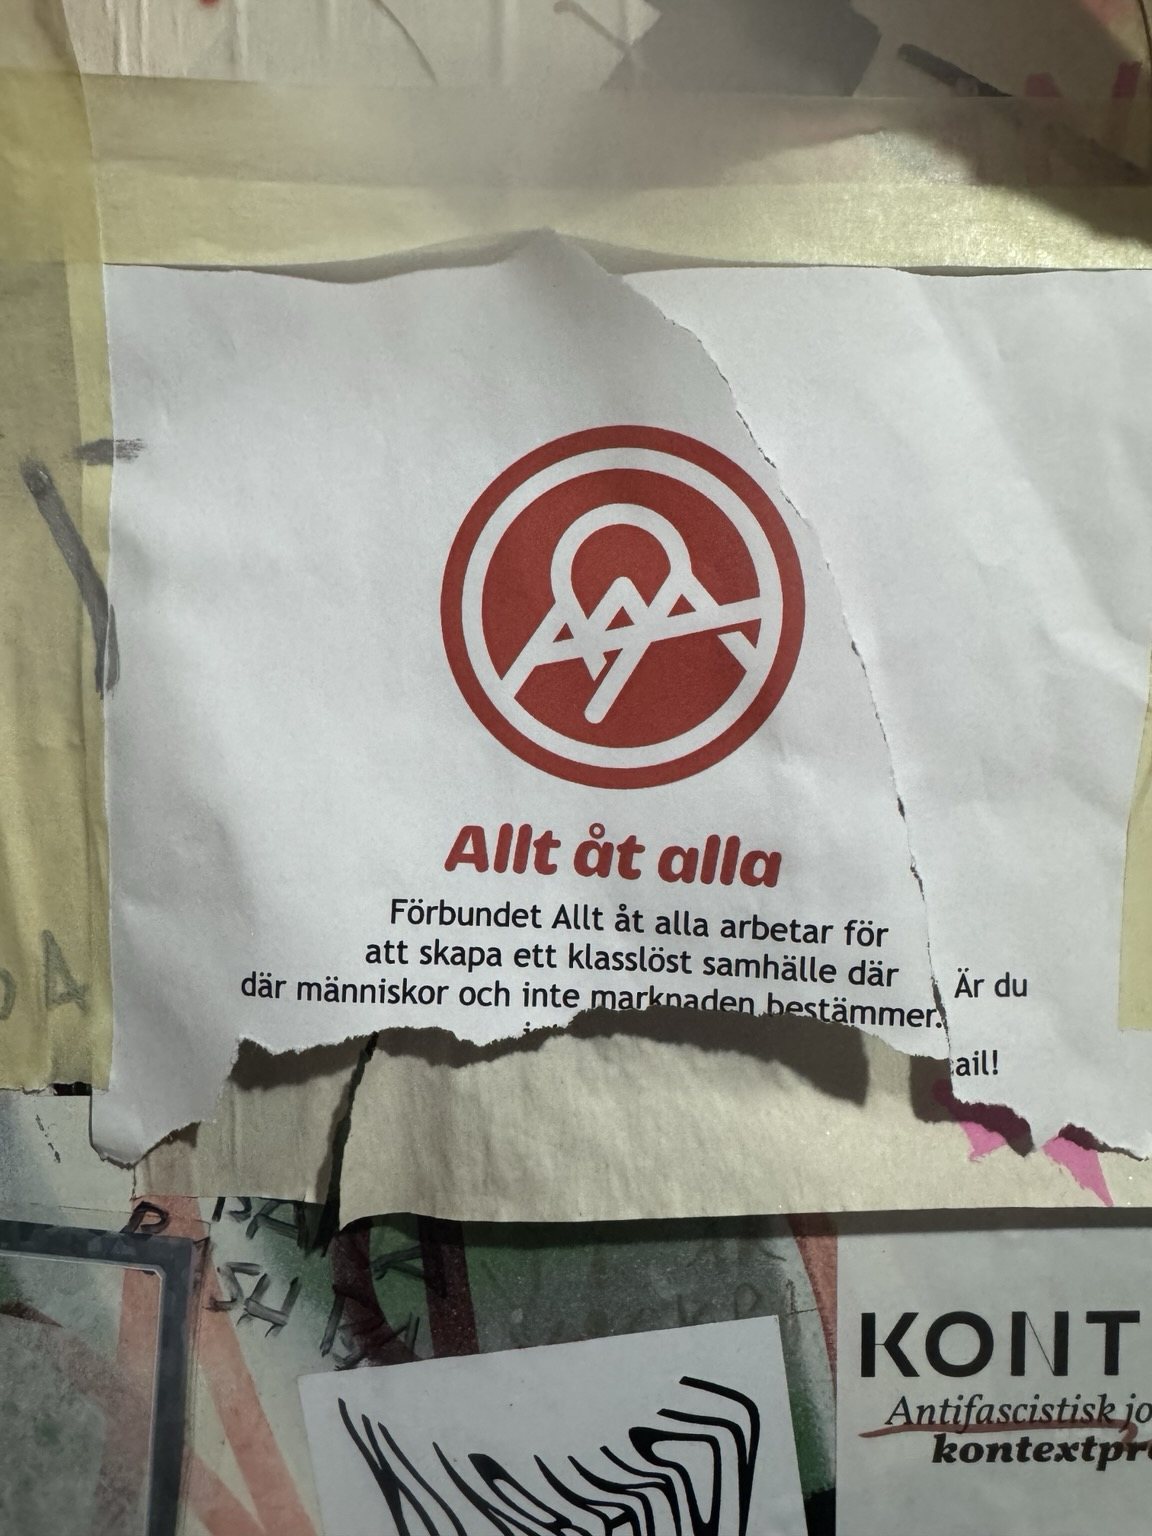 Allt åt alla
Förbundet Allt åt alla arbetar för
att skapa ett klasslöst samhälle där
där människor och inte marknaden bestämmer.
Är du
ail!
KONT
Antifascistisk jo
kontextpr